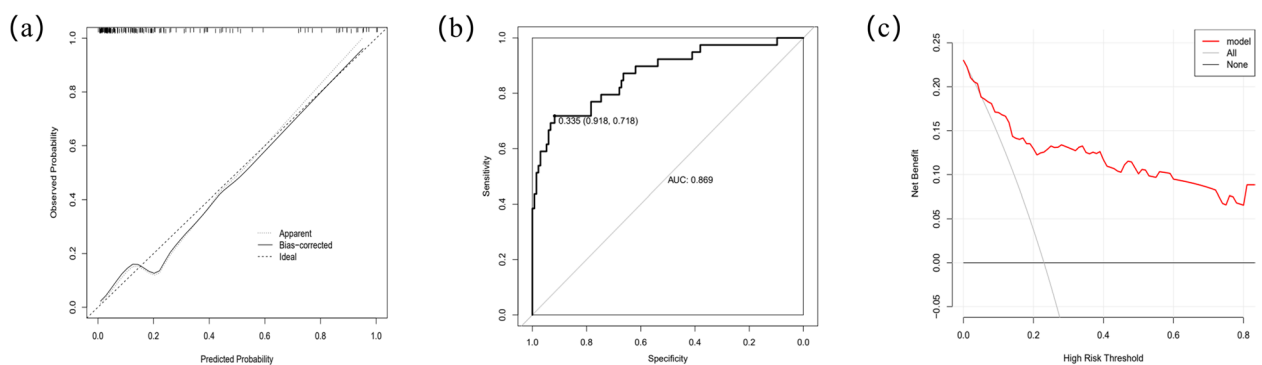 (a)
1.0
0.8
0.6
0.4
0.2
0.0
Observed Probability
Apparent
Bias-corrected
Ideal
0.0 0.2 0.4 0.6 0.8 1.0
Predicted Probability
(b)
1.0
0.8
0.6
0.4
0.2
0.0
Sensitivity
0.335 (0.918, 0.718)
AUC: 0.869
1.0 0.8 0.6 0.4 0.2 0.0
Specificity
(c)
0.25
0.20
0.15
0.10
0.05
0.00
-0.05
Net Benefit
model
All
None
0.0 0.2 0.4 0.6 0.8
High Risk Threshold